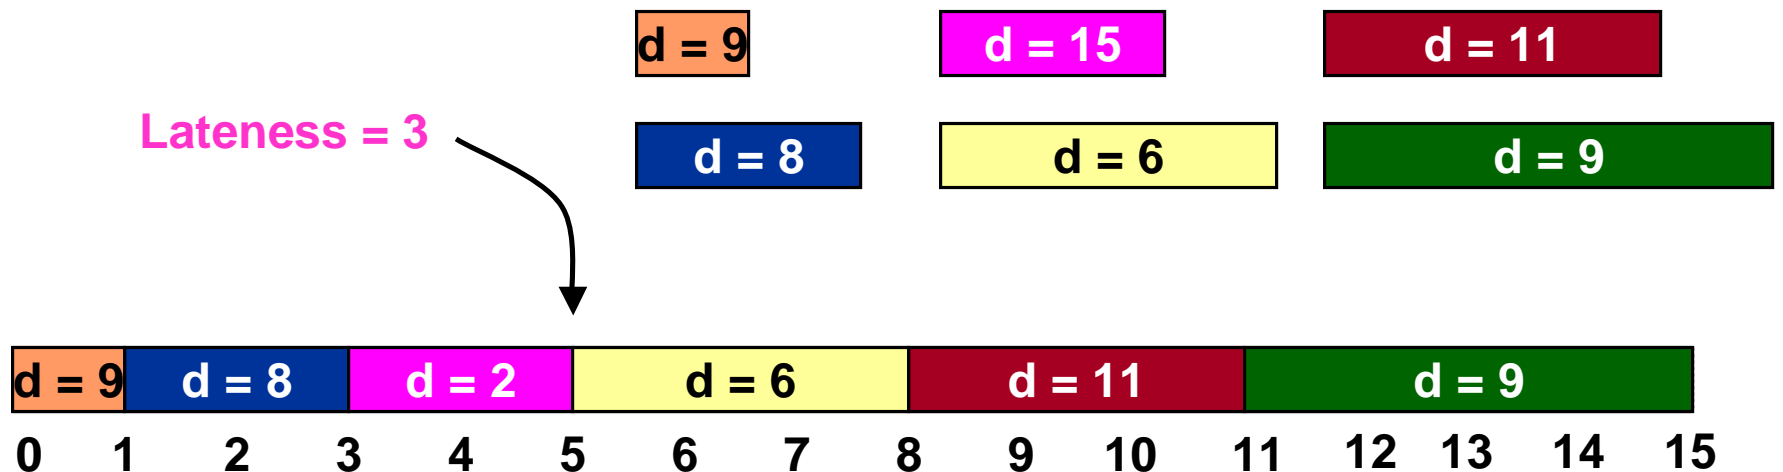 d = 9 d = 15 d = 11
Lateness = 3
d = 8 d = 6 d = 9
d = 9 d = 8 d = 2 d = 6 d = 11 d = 9
0 1 2 3 4 5 6 7 8 9 10 11 12 13 14 15